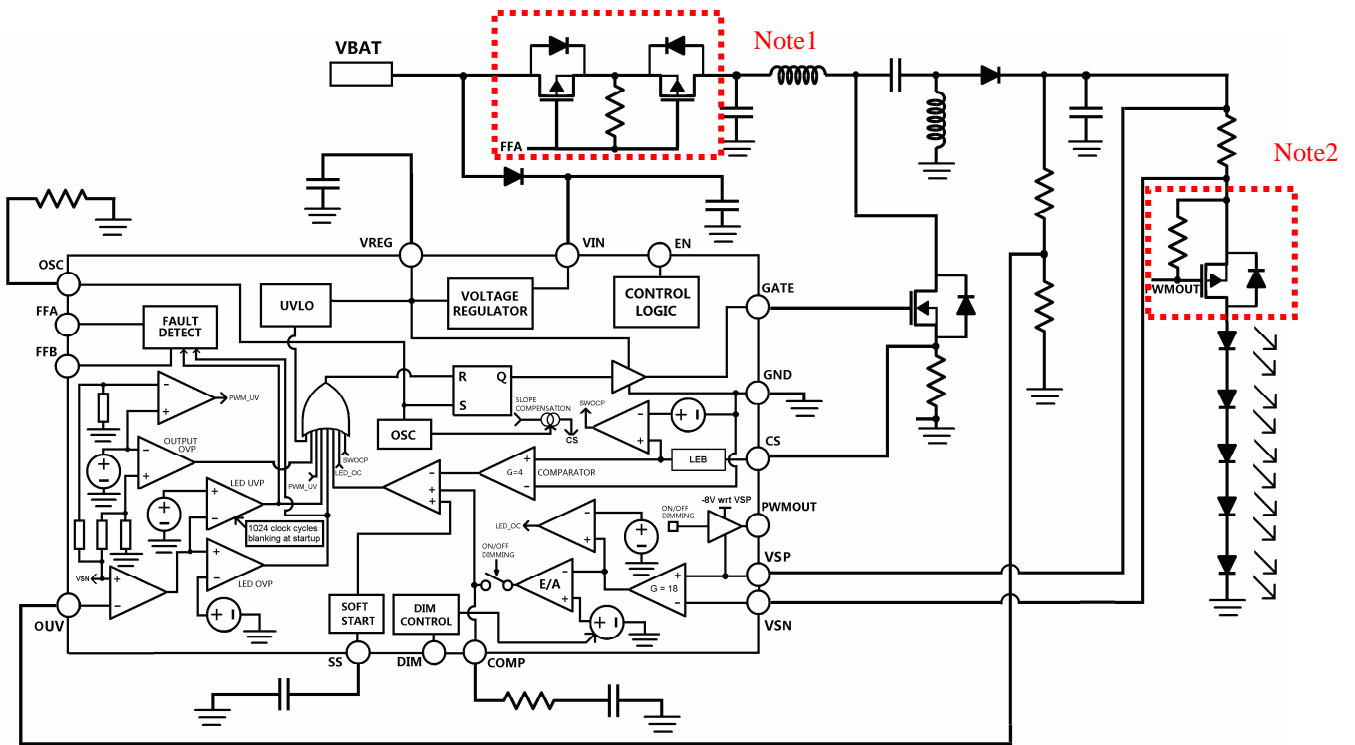 Note1
VBAT
Note2
FFA
VREG
VIN
EN
OSC
UVLO
VOLTAGE
REGULATOR
CONTROL
LOGIC
GATE
FFA
FAULT
DETECT
FFB
PWMOUT
R
Q
S
GND
PWM_UV
SLOPE
COMPENSATION
SWOCP
CS
OSC
OUTPUT
OVP
SWOCP
LED_OC
PWM_UV
G=4
COMPARATOR
LEB
CS
LED UVP
1024 clock cycles
blanking at startup
-8V wrt VSP
ON/OFF
DIMMING
PWMOUT
LED_OC
ON/OFF
DIMMING
VSP
VSN
LED OVP
E/A
G = 18
SOFT
START
DIM
CONTROL
OUV
VSN
SS
DIM
COMP